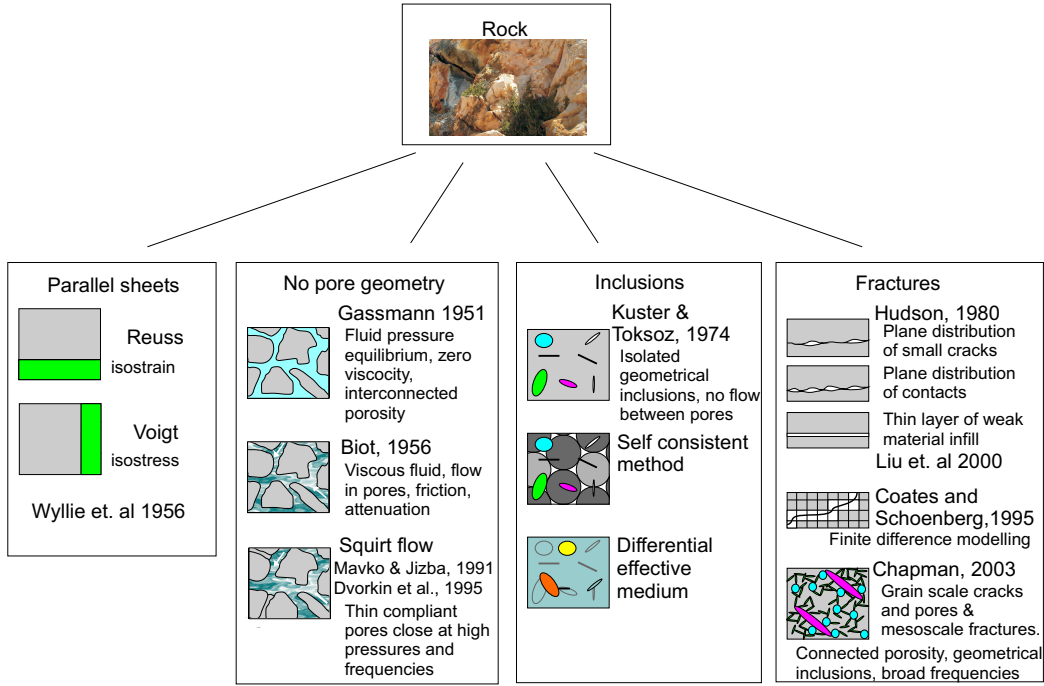 Rock
Parallel sheets
Reuss
isostrain
Voigt
isostress
Wyllie et. al 1956
No pore geometry
Gassmann 1951
Fluid pressure
equilibrium, zero
viscocity,
interconnected
porosity
Biot, 1956
Viscous fluid, flow
in pores, friction,
attenuation
Squirt flow
Mavko & Jizba, 1991
Dvorkin et al., 1995
Thin compliant
pores close at high
pressures and
frequencies
Inclusions
Kuster &
Toksoz, 1974
Isolated
geometrical
inclusions, no flow
between pores
Self consistent
method
Differential
effective
medium
Fractures
Hudson, 1980
Plane distribution
of small cracks
Plane distribution
of contacts
Thin layer of weak
material infill
Liu et. al 2000
Coates and
Schoenberg,1995
Finite difference modelling
Chapman, 2003
Grain scale cracks
and pores &
mesoscale fractures.
Connected porosity, geometrical
inclusions, broad frequencies